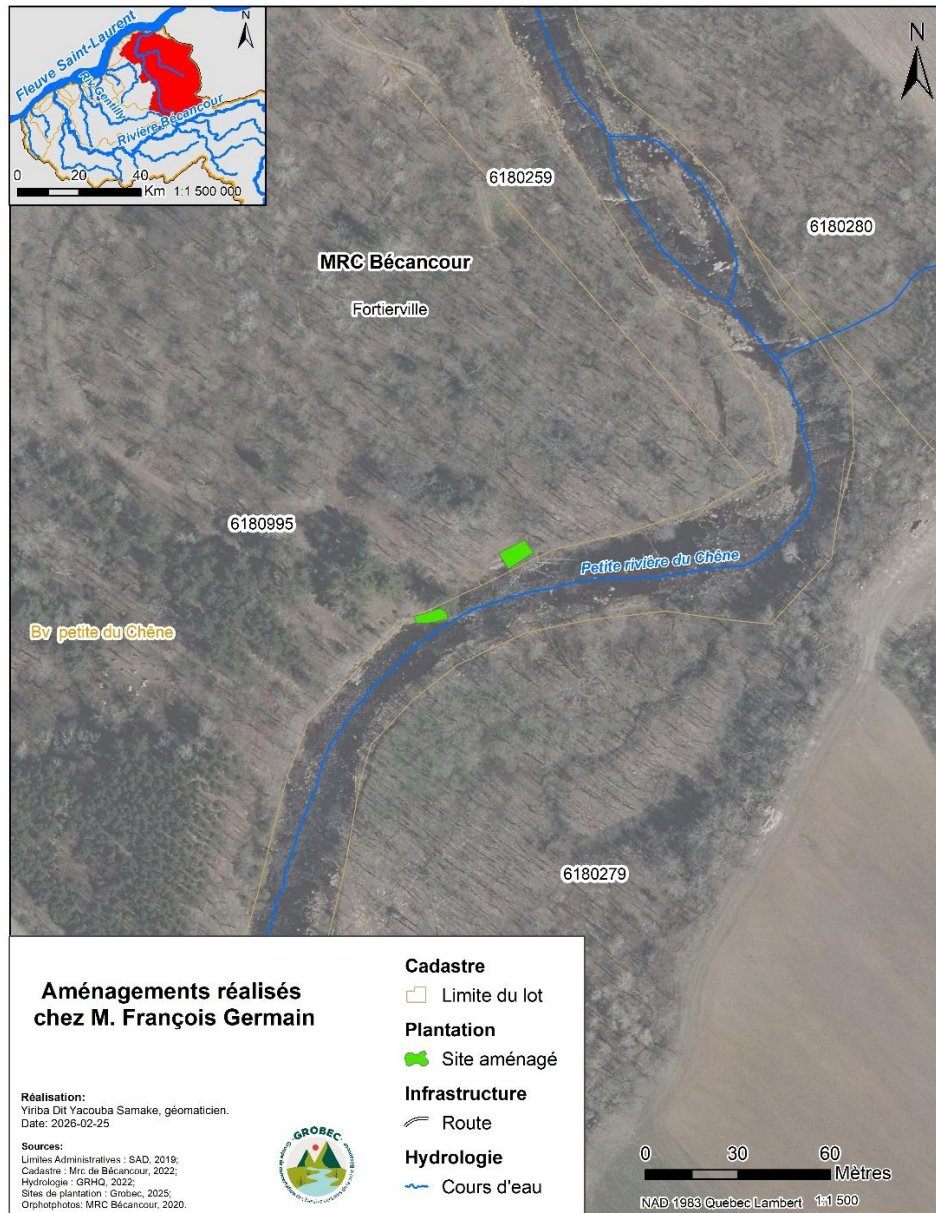 N
Fleuve Saint-Laurent
Riv Gentilly
Rivière Bécancour
0 20 40
Km 1:1 500 000
N
6180259
6180280
MRC Bécancour
Fortierville
6180995
Petite rivière du Chêne
Bv petite du Chêne
6180279
Aménagements réalisés
chez M. François Germain
Réalisation:
Yiriba Dit Yacouba Samake, géomaticien.
Date: 2026-02-25
Sources:
Limites Administratives : SAD, 2019;
Cadastre : Mrc de Bécancour, 2022;
Hydrologie : GRHQ, 2022;
Sites de plantation : Grobec, 2025;
Orphotphotos: MRC Bécancour, 2020.
GROBEC
Cadastre
Limite du lot
Plantation
Site aménagé
Infrastructure
Route
Hydrologie
Cours d'eau
0 30 60
Mètres
NAD 1983 Quebec Lambert 1:1 500